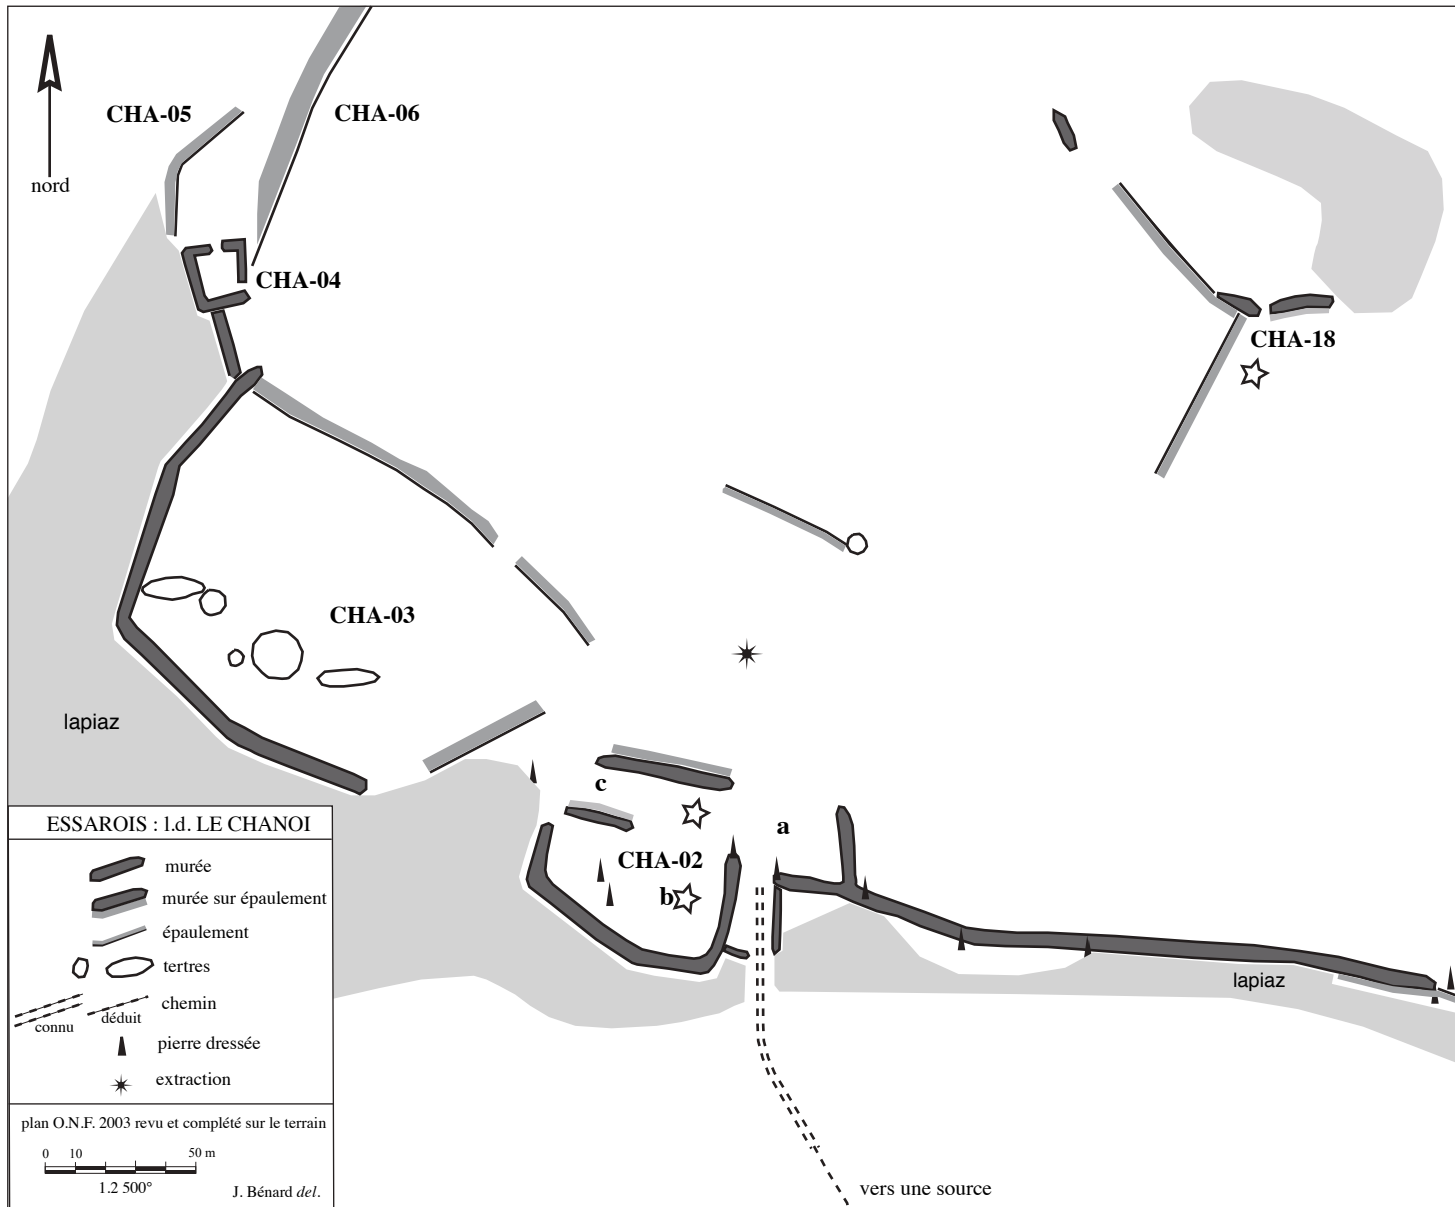 CHA-05
CHA-06
nord
CHA-04
CHA-18
CHA-03
lapiaz
c
a
CHA-02
b
lapiaz
ESSAROIS : l.d. LE CHANOI
murée
murée sur épaulement
épaulement
tertres
chemin
connu
déduit
pierre dressée
extraction
plan O.N.F. 2003 revu et complété sur le terrain
0 10 50 m
1.2 500°
J. Bénard del.
vers une source